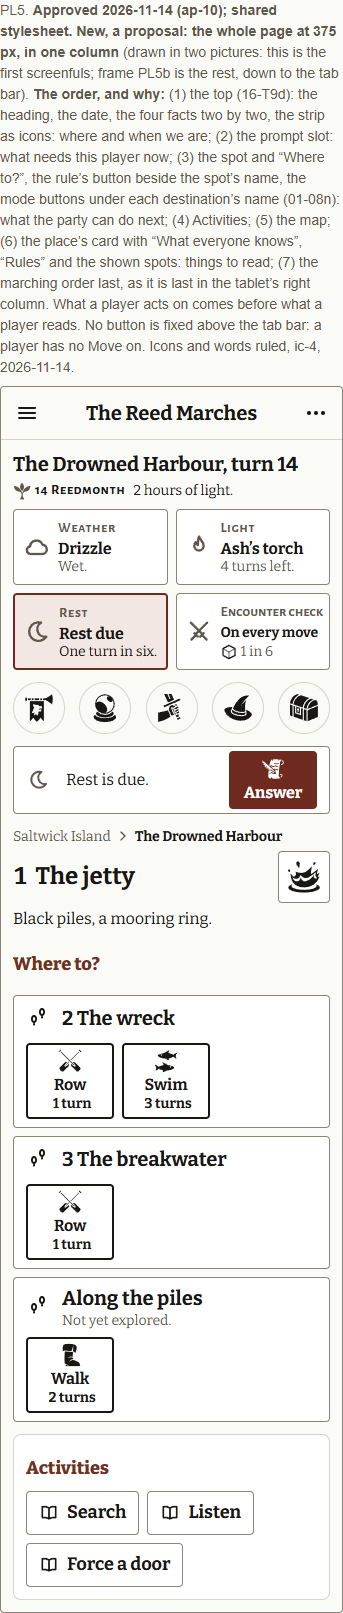 PL5. Approved 2026-11-14 (ap-10); shared
stylesheet. New, a proposal: the whole page at 375
px, in one column (drawn in two pictures: this is
the first screenfuls; frame PL5b is the rest, down to the tab
bar). The order, and why: (1) the top (16-T9d): the
heading, the date, the four facts two by two, the strip
as icons: where and when we are; (2) the prompt slot:
what needs this player now; (3) the spot and “Where
to?”, the rule’s button beside the spot’s name, the
mode buttons under each destination’s name (01-08n):
what the party can do next; (4) Activities; (5) the map;
(6) the place’s card with “What everyone knows”,
“Rules” and the shown spots: things to read; (7) the
marching order last, as it is last in the tablet’s right
column. What a player acts on comes before what a
player reads. No button is fixed above the tab bar: a
player has no Move on. Icons and words ruled, ic-4,
2026-11-14.
The Reed Marches
The Drowned Harbour, turn 14
14 Reedmonth 2 hours of light.
Weather
Drizzle
Wet.
Light
Ash’s torch
4 turns left.
Rest
Rest due
One turn in six.
Encounter check
On every move
1 in 6
Rest is due.
Answer
Saltwick Island > The Drowned Harbour
1 The jetty
Black piles, a mooring ring.
Where to?
2 The wreck
Row
1 turn
Swim
3 turns
3 The breakwater
Row
1 turn
Along the piles
Not yet explored.
Walk
2 turns
Activities
Search
Listen
Force a door